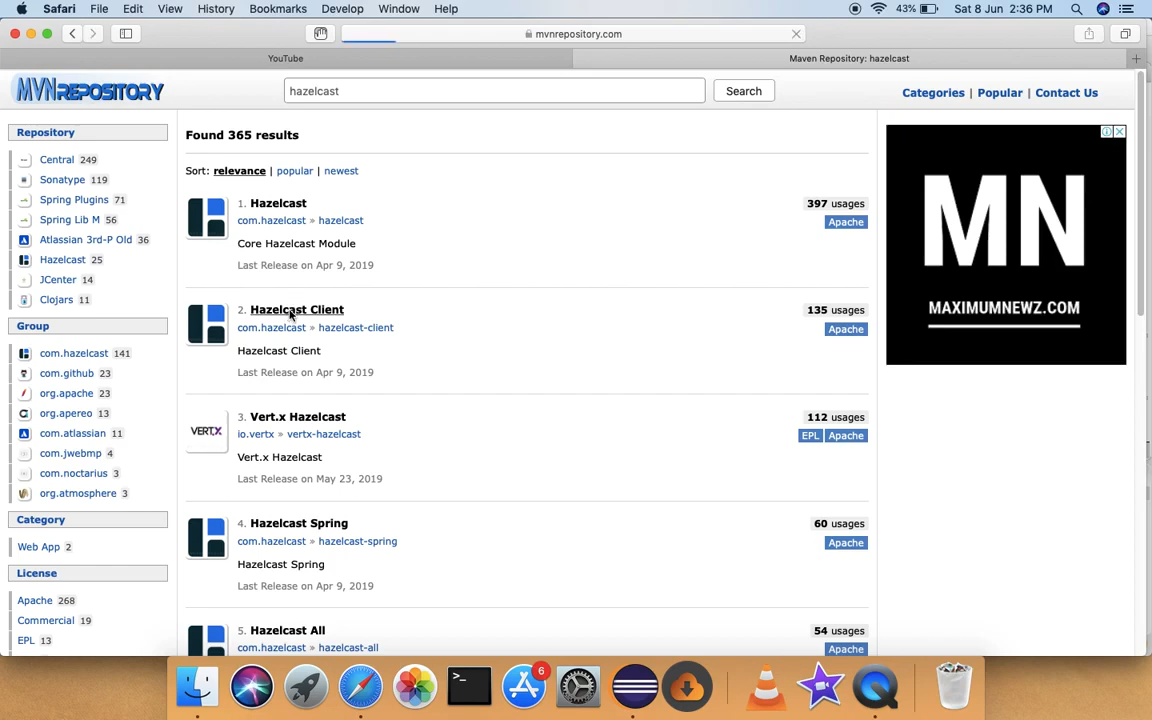 Safari File Edit View History Bookmarks Develop Window Help 43% Sat 8 Jun 2:36 PM
mvnrepository.com
YouTube Maven Repository: hazelcast
MVNREPOSITORY hazelcast Search Categories | Popular | Contact Us
Repository
Central 249
Sonatype 119
Spring Plugins 71
Spring Lib M 56
Atlassian 3rd-P Old 36
Hazelcast 25
JCenter 14
Clojars 11
Group
com.hazelcast 141
com.github 23
org.apache 23
org.apereo 13
com.atlassian 11
com.jwebmp 4
com.noctarius 3
org.atmosphere 3
Category
Web App 2
License
Apache 268
Commercial 19
EPL 13
Found 365 results
Sort: relevance | popular | newest
1. Hazelcast 397 usages
com.hazelcast » hazelcast Apache
Core Hazelcast Module
Last Release on Apr 9, 2019
2. Hazelcast Client 135 usages
com.hazelcast » hazelcast-client Apache
Hazelcast Client
Last Release on Apr 9, 2019
3. Vert.x Hazelcast 112 usages
io.vertx » vertx-hazelcast EPL Apache
Vert.x Hazelcast
Last Release on May 23, 2019
VERT.X
4. Hazelcast Spring 60 usages
com.hazelcast » hazelcast-spring Apache
Hazelcast Spring
Last Release on Apr 9, 2019
5. Hazelcast All 54 usages
com.hazelcast » hazelcast-all Apache
MN
MAXIMUMNEWZ.COM
6